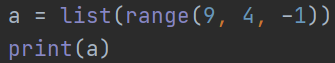 a = list(range(9, 4, -1))
print(a)